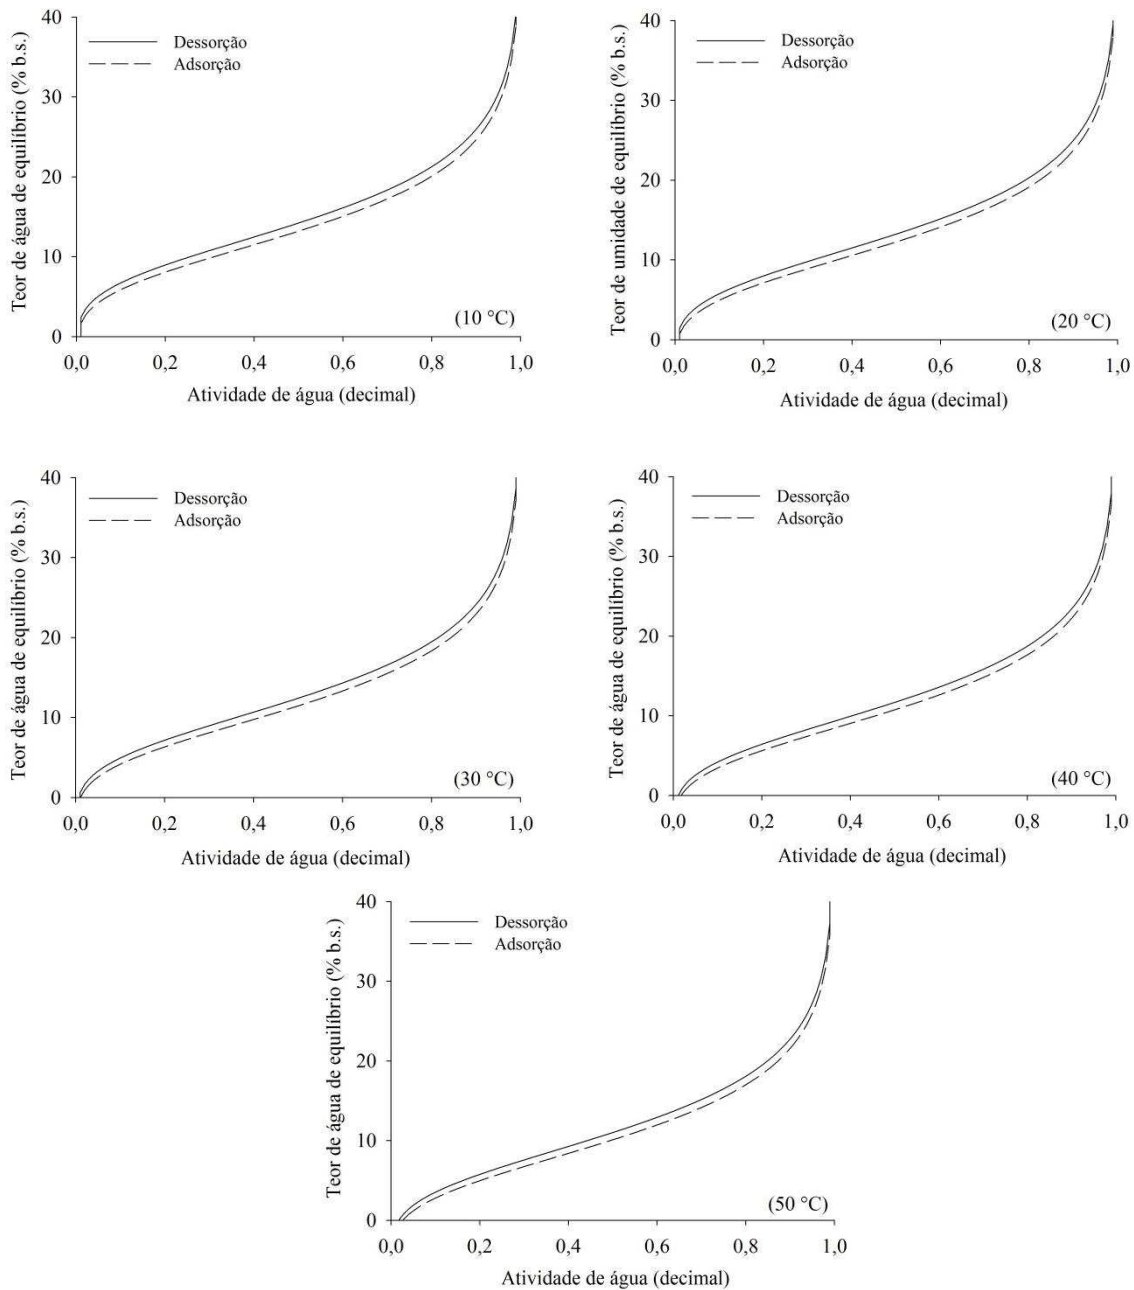 Teor de água de equilíbrio (% b.s.)
40
30
20
10
0
Dessorção
Adsorção
(10 °C)
0,0 0,2 0,4 0,6 0,8 1,0
Atividade de água (decimal)
Teor de umidade de equilíbrio (% b.s.)
40
30
20
10
0
Dessorção
Adsorção
(20 °C)
0,0 0,2 0,4 0,6 0,8 1,0
Atividade de água (decimal)
Teor de água de equilíbrio (% b.s.)
40
30
20
10
0
Dessorção
Adsorção
(30 °C)
0,0 0,2 0,4 0,6 0,8 1,0
Atividade de água (decimal)
Teor de água de equilíbrio (% b.s.)
40
30
20
10
0
Dessorção
Adsorção
(40 °C)
0,0 0,2 0,4 0,6 0,8 1,0
Atividade de água (decimal)
Teor de água de equilíbrio (% b.s.)
40
30
20
10
0
Dessorção
Adsorção
(50 °C)
0,0 0,2 0,4 0,6 0,8 1,0
Atividade de água (decimal)